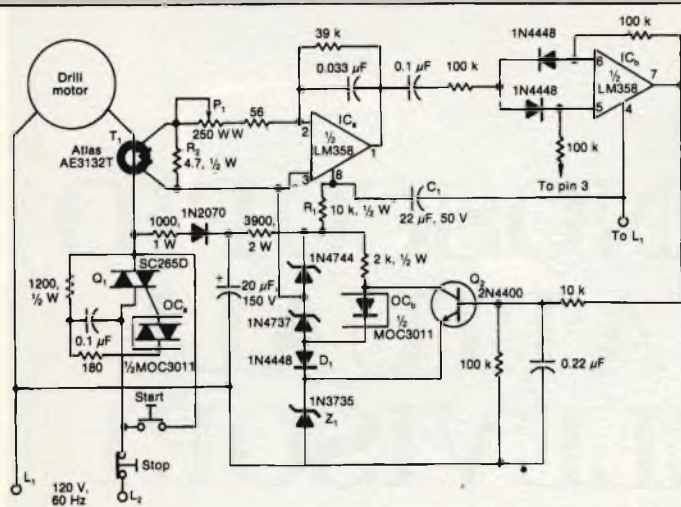 Drill
motor
T₁
Atlas
AE3132T
P₁
250 WW
56
R₂
4.7, ½ W
39 k
0.033 µF
0.1 µF
100 k
2
3
ICₐ
½
LM358
1
8
R₁
10 k, ½ W
C₁
22 µF, 50 V
1N4448
1N4448
100 k
6
5
IC_b
½
LM358
7
4
100 k
To pin 3
To L₁
1000,
1 W
1N2070
3900,
2 W
1200,
½ W
SC265D
Q₁
OCₐ
½MOC3011
0.1 µF
180
+
20 µF,
150 V
1N4744
1N4737
1N4448
D₁
1N3735
Z₁
2 k, ½ W
OC_b
½
MOC3011
Q₂
2N4400
10 k
100 k
0.22 µF
Start
Stop
L₁
120 V,
60 Hz
L₂